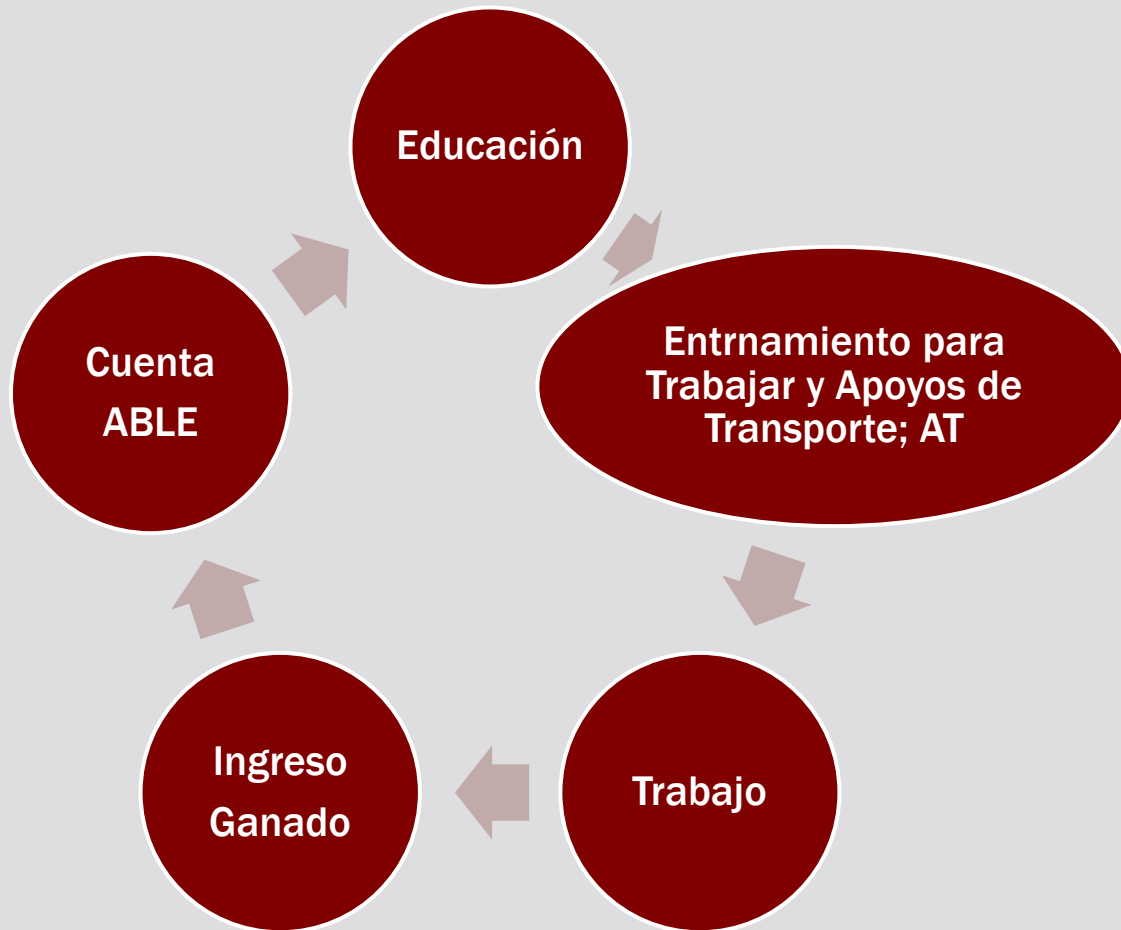 Educación
Entrnamiento para
Trabajar y Apoyos de
Transporte; AT
Trabajo
Ingreso
Ganado
Cuenta
ABLE